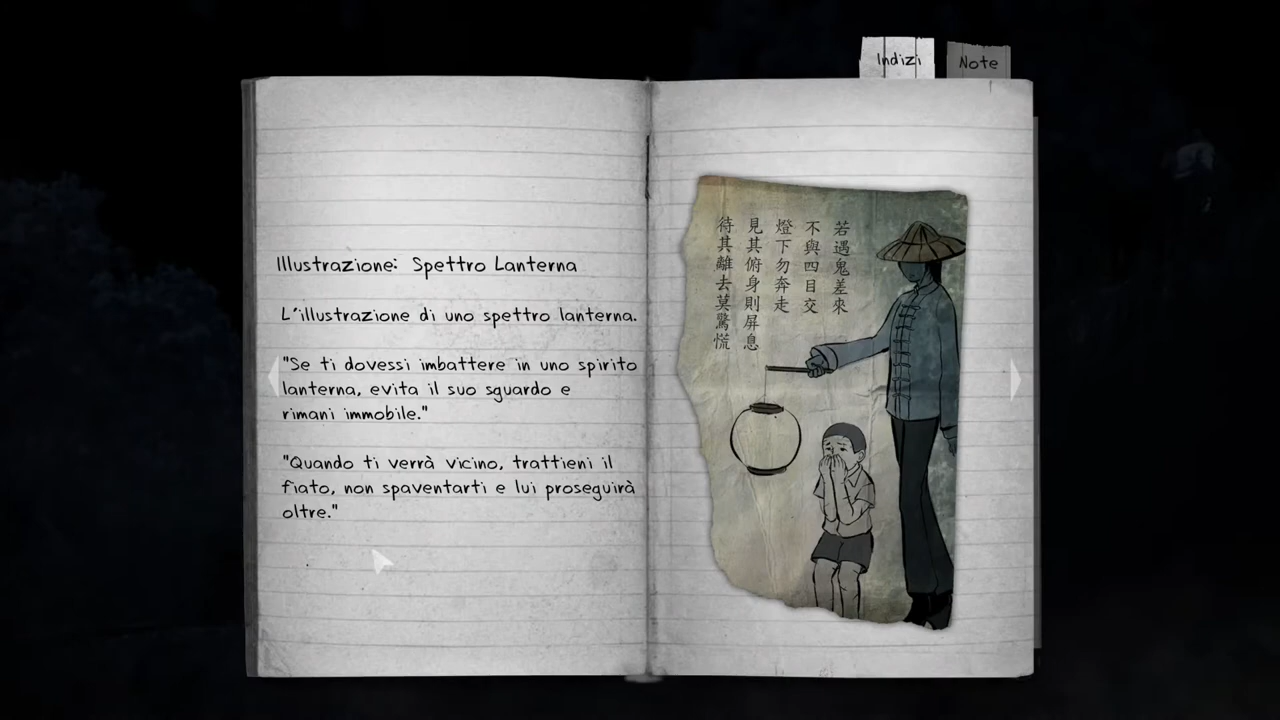 Indizi
Note
Illustrazione: Spettro Lanterna
L'illustrazione di uno spettro lanterna.
"Se ti dovessi imbattere in uno spirito
lanterna, evita il suo sguardo e
rimani immobile."
"Quando ti verrà vicino, trattieni il
fiato, non spaventarti e lui proseguirà
oltre."
若遇鬼差來
不與四目交
燈下勿奔走
見其俯身則屏息
待其離去莫驚慌